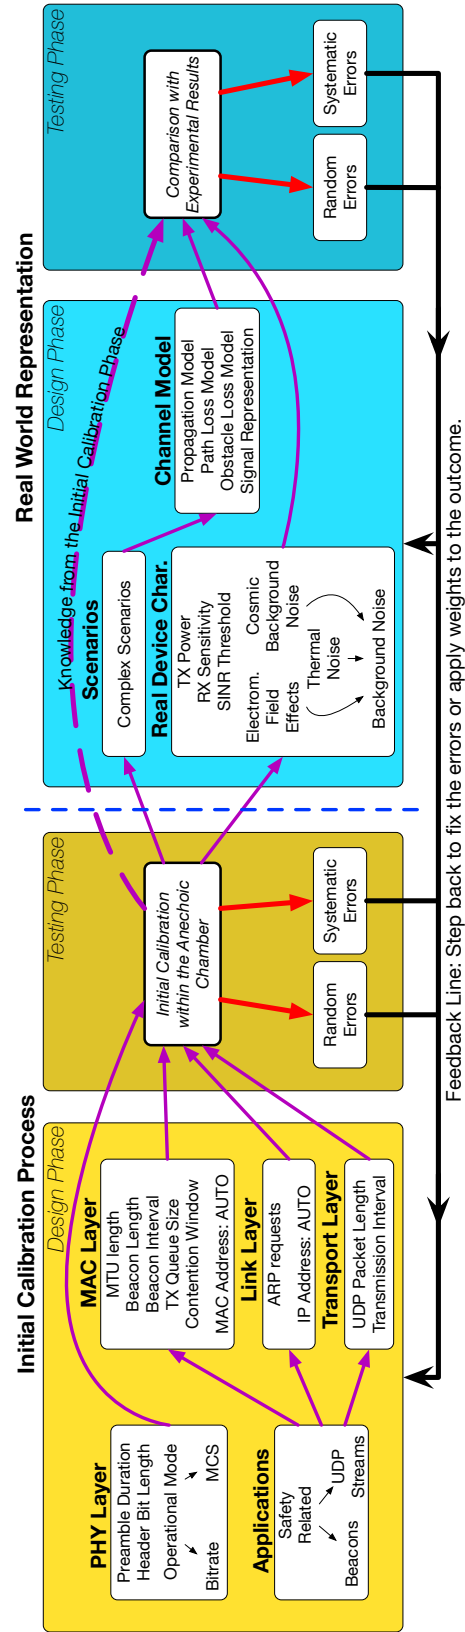 Initial Calibration Process
Design Phase
PHY Layer
Preamble Duration
Header Bit Length
Operational Mode
Bitrate
MCS
Applications
Safety
Related
Beacons
UDP
Streams
MAC Layer
MTU length
Beacon Length
Beacon Interval
TX Queue Size
Contention Window
MAC Address: AUTO
Link Layer
ARP requests
IP Address: AUTO
Transport Layer
UDP Packet Length
Transmission Interval
Testing Phase
Initial Calibration
within the Anechoic
Chamber
Random
Errors
Systematic
Errors
Real World Representation
Design Phase
Knowledge from the Initial Calibration Phase
Scenarios
Complex Scenarios
Real Device Char.
TX Power
RX Sensitivity
SINR Threshold
Electrom.
Field
Effects
Cosmic
Background
Noise
Thermal
Noise
Background Noise
Channel Model
Propagation Model
Path Loss Model
Obstacle Loss Model
Signal Representation
Testing Phase
Comparison with
Experimental Results
Random
Errors
Systematic
Errors
Feedback Line: Step back to fix the errors or apply weights to the outcome.